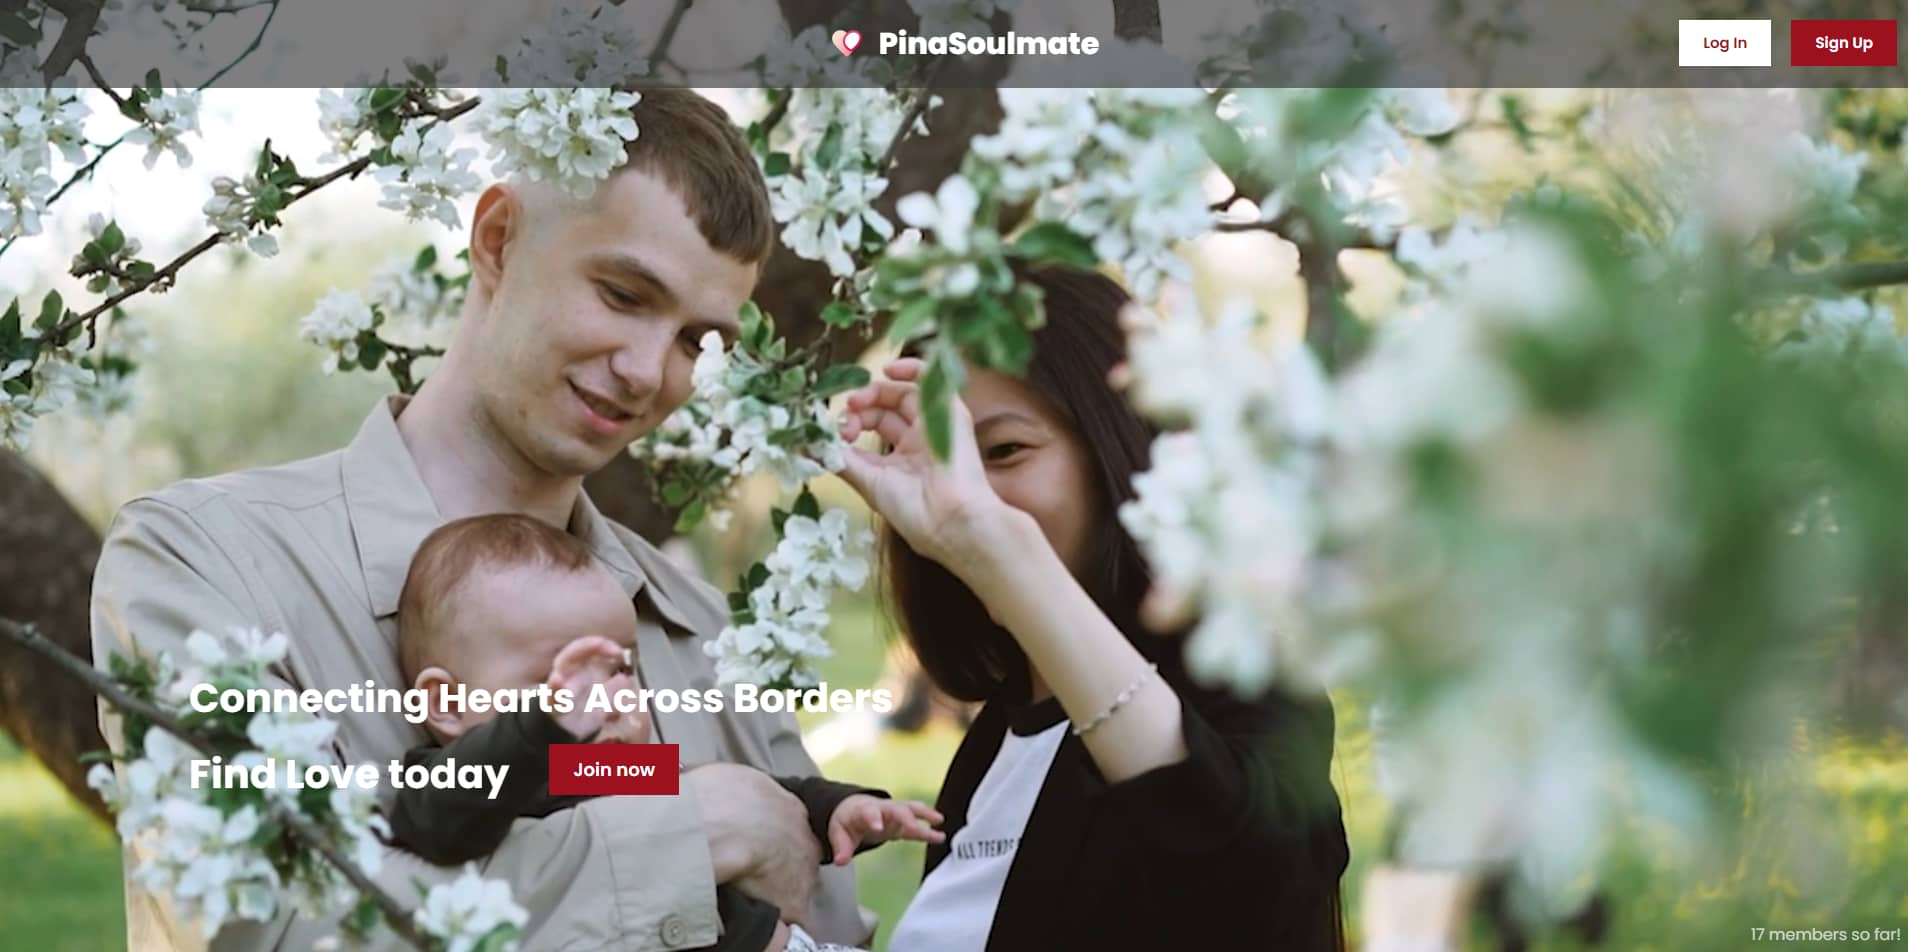 PinaSoulmate
Log In
Sign Up
Connecting Hearts Across Borders
Find Love today
Join now
ALL TRENDS
17 members so far!